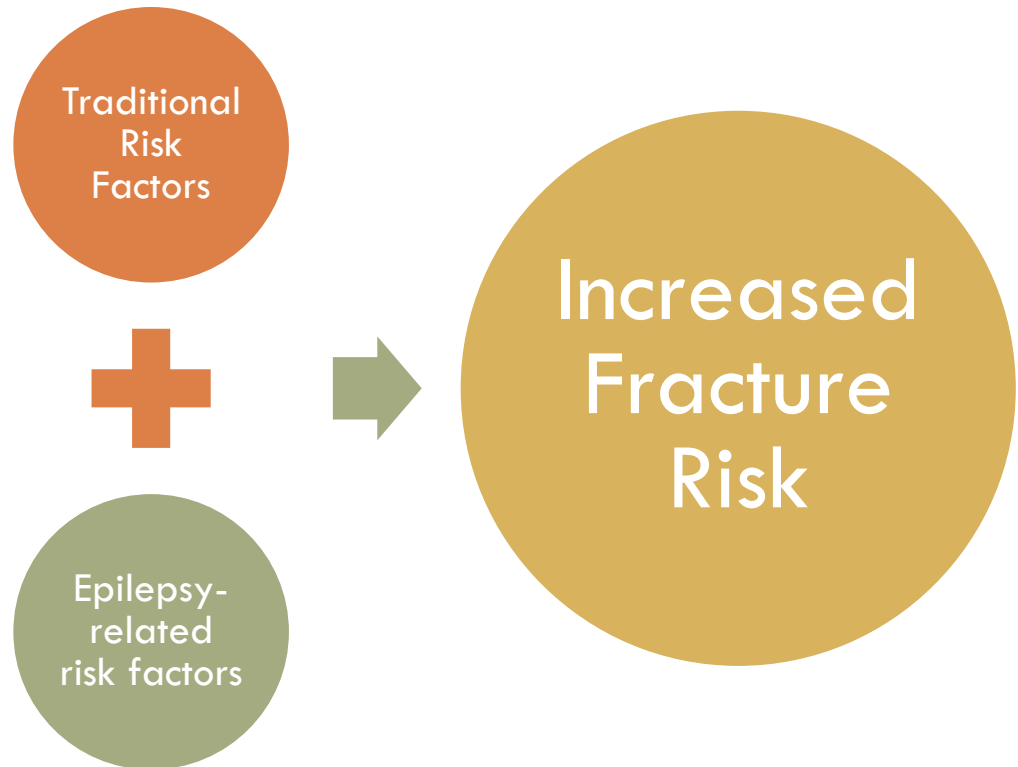 Traditional
Risk
Factors
Epilepsy-
related
risk factors
Increased
Fracture
Risk